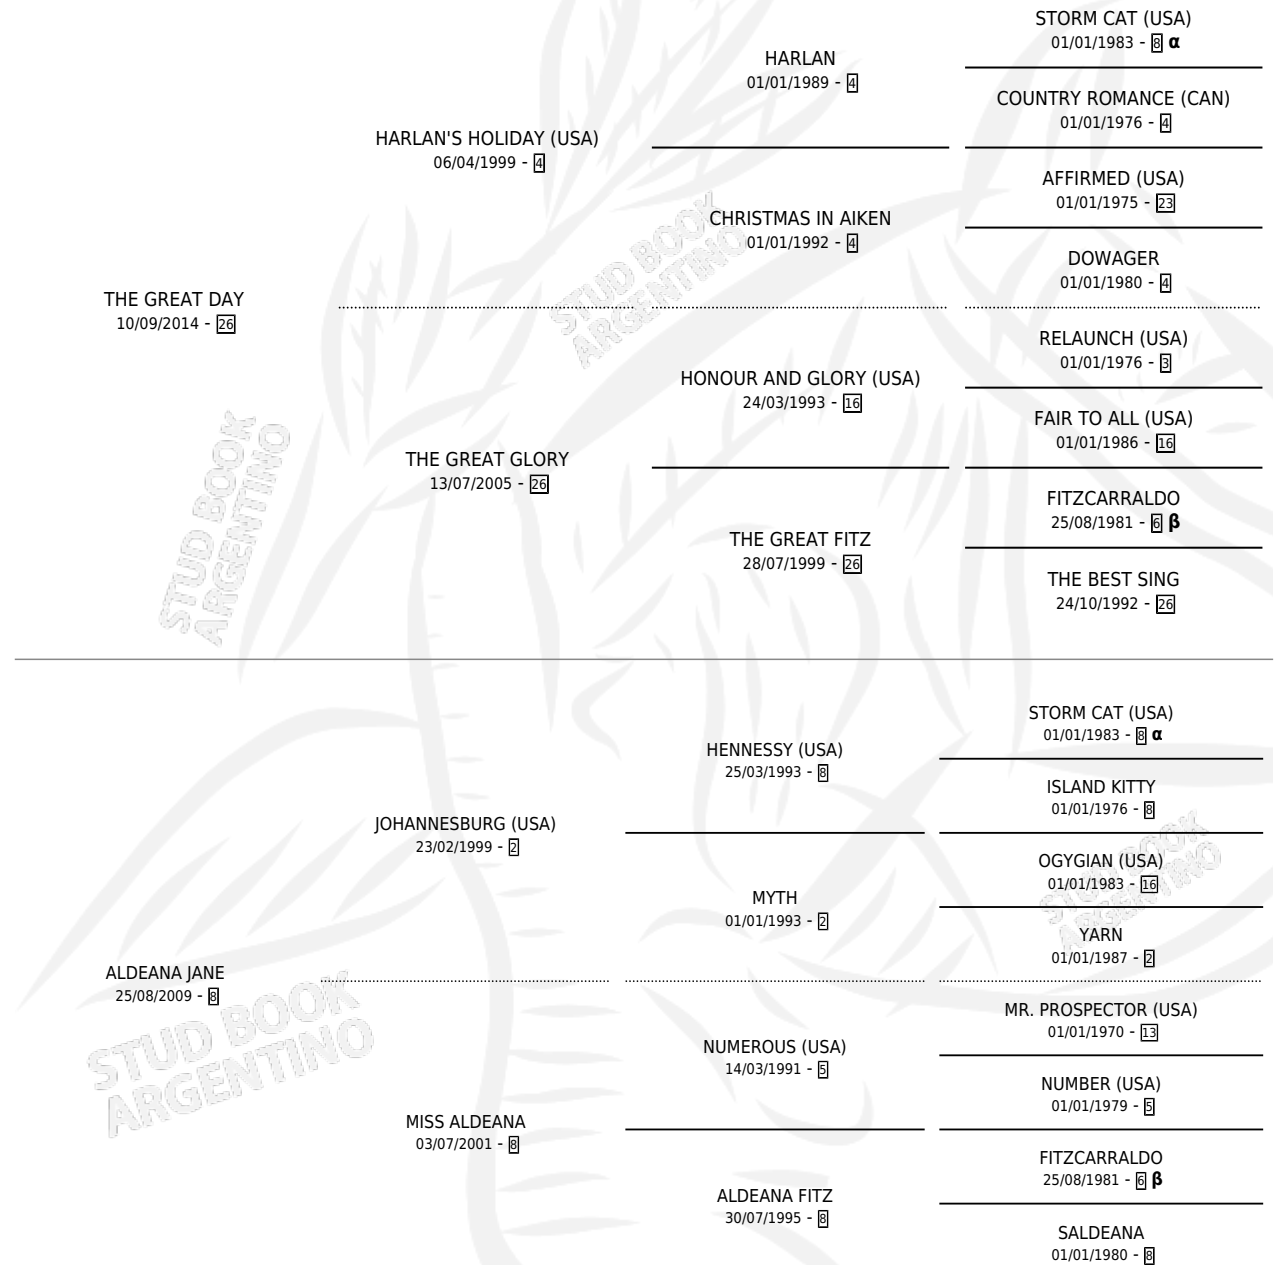 STORM CAT (USA)
01/01/1983 - 8 α
HARLAN
01/01/1989 - 4
COUNTRY ROMANCE (CAN)
01/01/1976 - 4
HARLAN'S HOLIDAY (USA)
06/04/1999 - 4
AFFIRMED (USA)
01/01/1975 - 23
CHRISTMAS IN AIKEN
01/01/1992 - 4
DOWAGER
01/01/1980 - 4
THE GREAT DAY
10/09/2014 - 26
RELAUNCH (USA)
01/01/1976 - 3
HONOUR AND GLORY (USA)
24/03/1993 - 16
FAIR TO ALL (USA)
01/01/1986 - 16
THE GREAT GLORY
13/07/2005 - 26
FITZCARRALDO
25/08/1981 - 6 β
THE GREAT FITZ
28/07/1999 - 26
THE BEST SING
24/10/1992 - 26
STORM CAT (USA)
01/01/1983 - 8 α
HENNESSY (USA)
25/03/1993 - 8
ISLAND KITTY
01/01/1976 - 8
JOHANNESBURG (USA)
23/02/1999 - 2
OGYGIAN (USA)
01/01/1983 - 16
MYTH
01/01/1993 - 2
YARN
01/01/1987 - 2
ALDEANA JANE
25/08/2009 - 8
MR. PROSPECTOR (USA)
01/01/1970 - 13
NUMEROUS (USA)
14/03/1991 - 5
NUMBER (USA)
01/01/1979 - 5
MISS ALDEANA
03/07/2001 - 8
FITZCARRALDO
25/08/1981 - 6 β
ALDEANA FITZ
30/07/1995 - 8
SALDEANA
01/01/1980 - 8
STUD BOOK
ARGENTINO
STUD BOOK
ARGENTINO
STUD BOOK
ARGENTINO
STUD BOOK
ARGENTINO